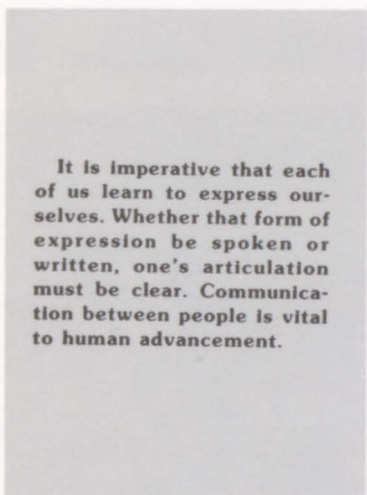 It is imperative that each
of us learn to express our-
selves. Whether that form of
expression be spoken or
written, one's articulation
must be clear. Communica-
tion between people is vital
to human advancement.